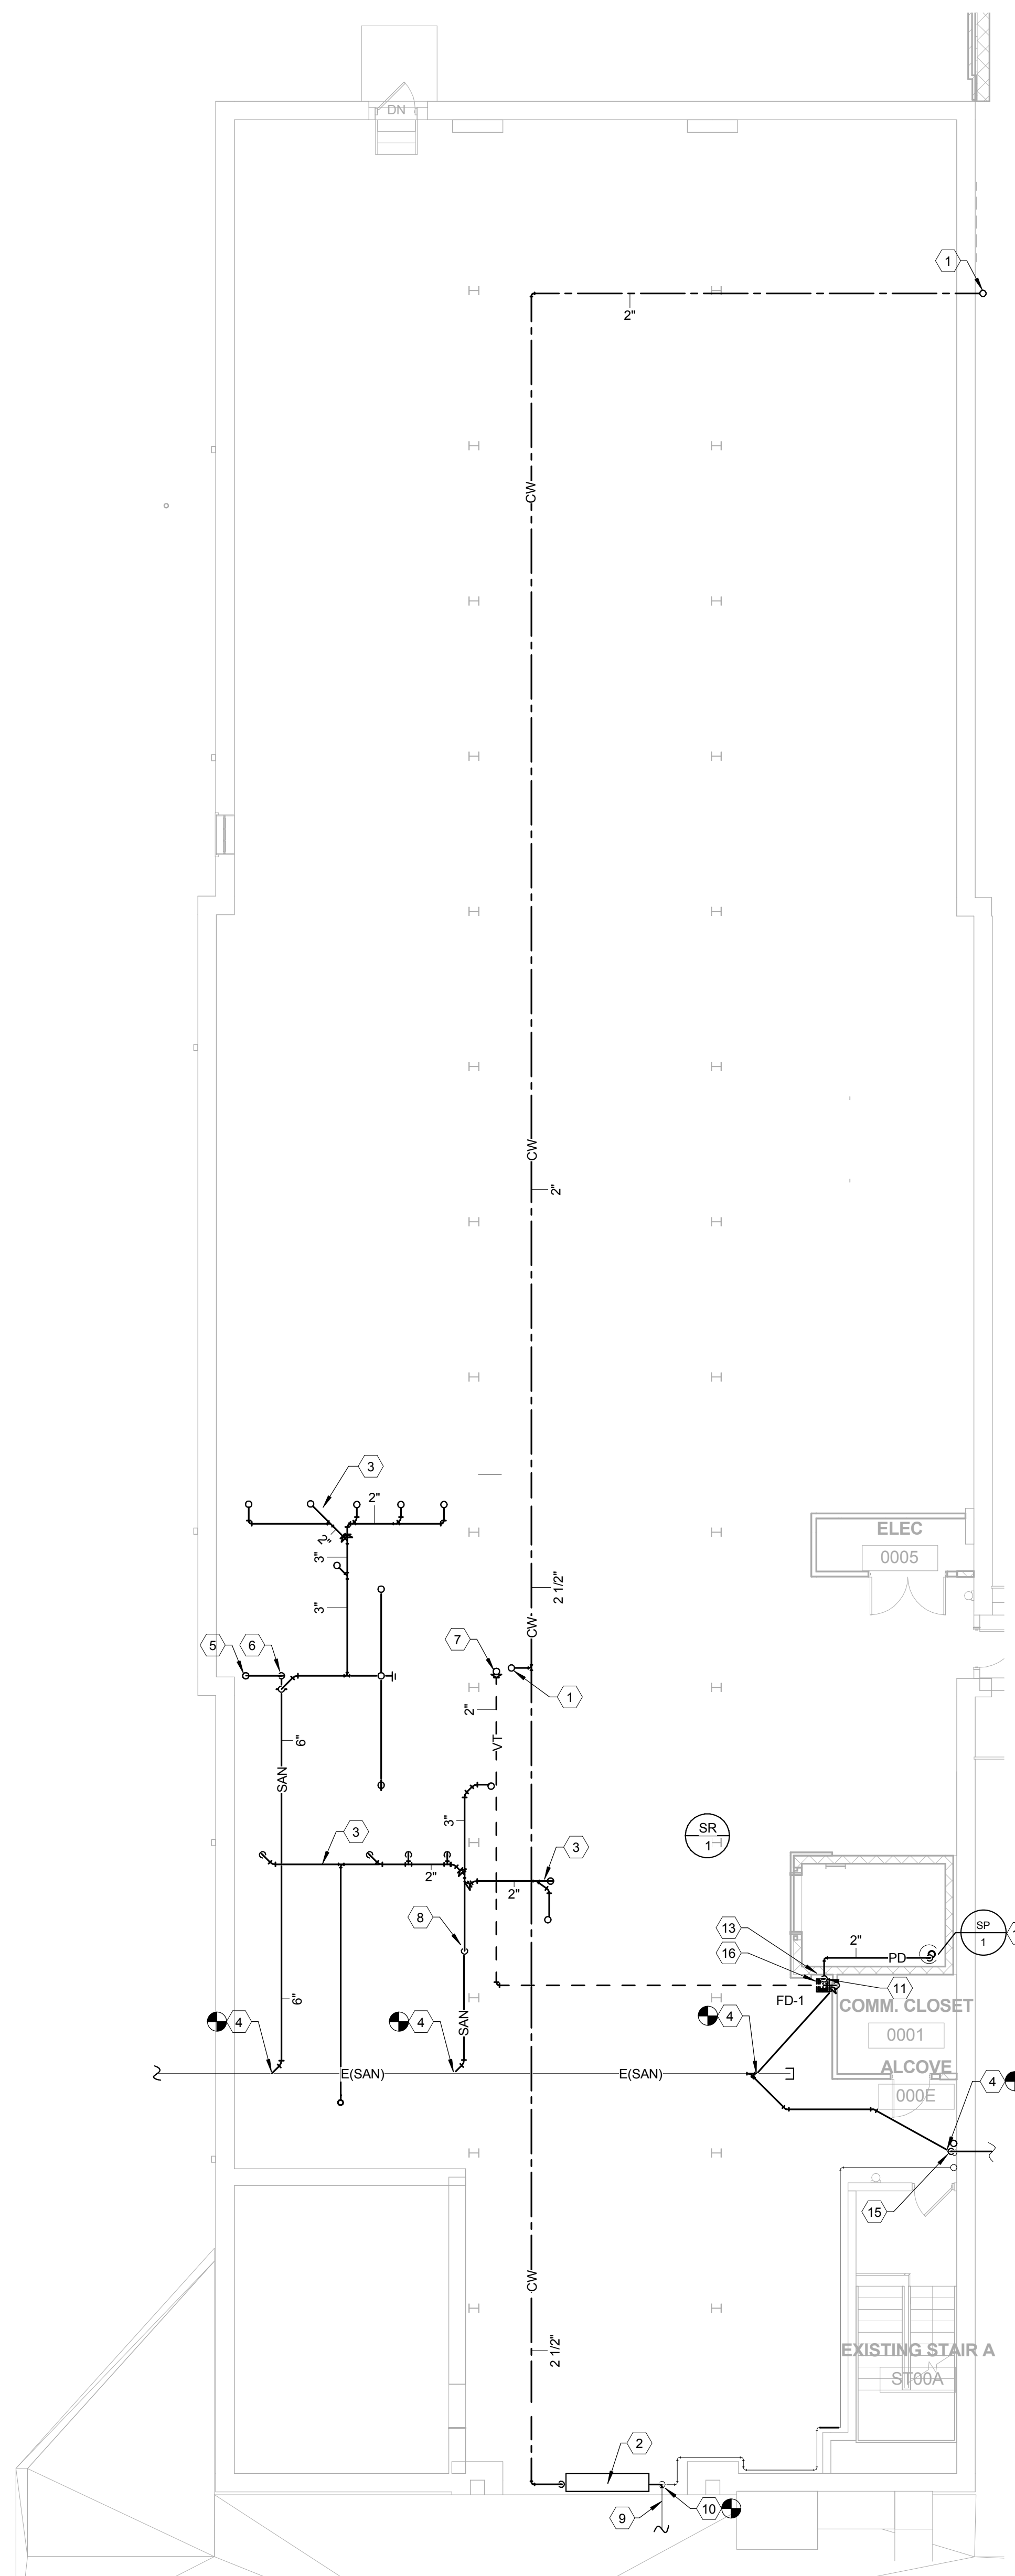 DN
1
2"
CW
CW
2"
3
2"
2"
3"
ELEC
0005
3"
2 1/2"
CW
5
6
7
1
2"
6"
VT
SAN
3"
SR
1
3
3
2"
2"
8
13
SP
1
2"
16
PD
11
6"
FD-1
COMM. CLOSET
0001
4
4
4
SAN
ALCOVE
E(SAN)
E(SAN)
4
000E
15
CW
2 1/2"
EXISTING STAIR A
ST00A
2
10
9